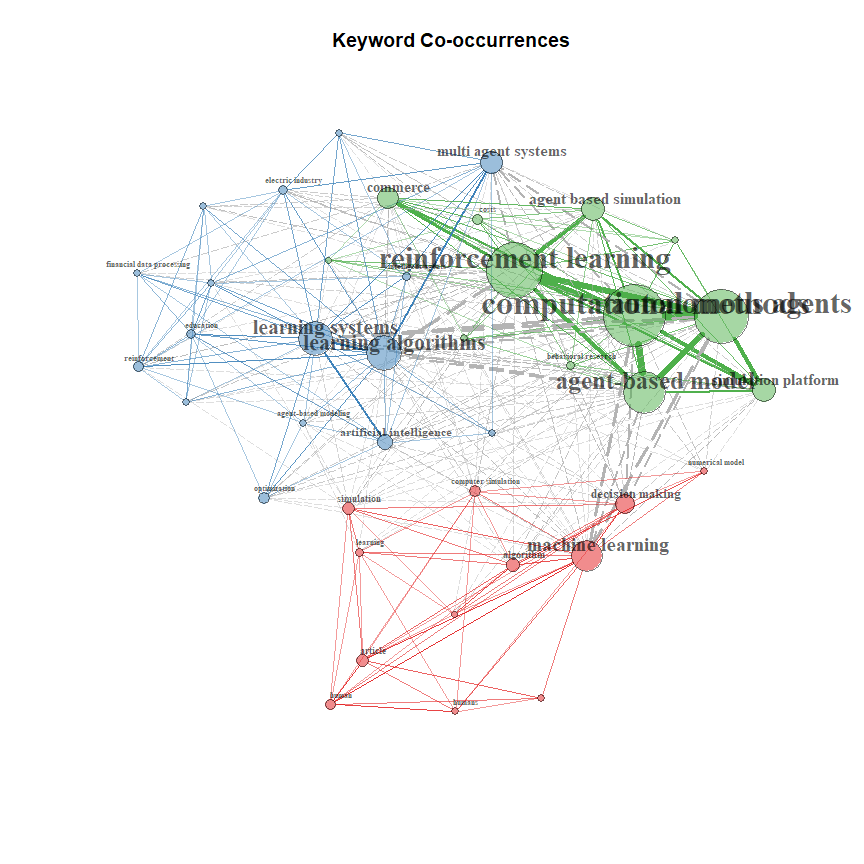 Keyword Co-occurrences
multi agent systems
electric industry
commerce
agent based simulation
costs
reinforcement learning
financial data processing
computational methods
autonomous agents
education
learning systems
learning algorithms
reinforcement
behavioral research
agent-based model
simulation platform
agent-based modeling
artificial intelligence
numerical model
computer simulation
optimization
simulation
decision making
learning
machine learning
algorithm
article
human
humans